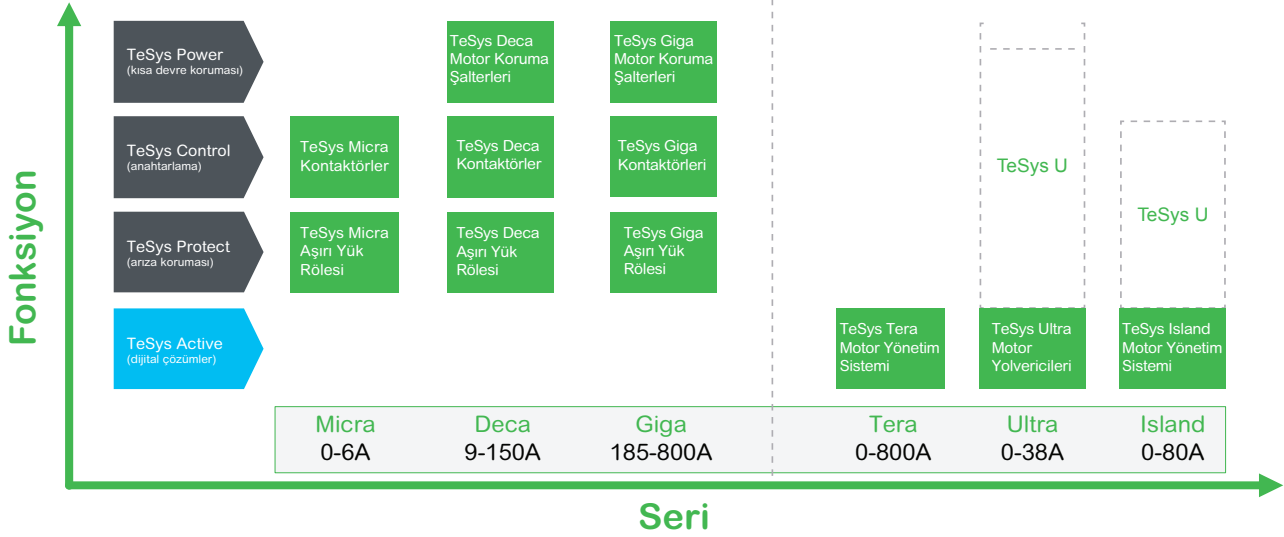 TeSys Power
(kısa devre koruması)
TeSys Deca
Motor Koruma
Şalterleri
TeSys Giga
Motor Koruma
Şalterleri
TeSys Control
(anahtarlama)
TeSys Micra
Kontaktörler
TeSys Deca
Kontaktörler
TeSys Giga
Kontaktörleri
TeSys U
TeSys U
TeSys Protect
(arıza koruması)
TeSys Micra
Aşırı Yük
Rölesi
TeSys Deca
Aşırı Yük
Rölesi
TeSys Giga
Aşırı Yük
Rölesi
TeSys Active
(dijital çözümler)
TeSys Tera
Motor Yönetim
Sistemi
TeSys Ultra
Motor
Yolvericileri
TeSys Island
Motor Yönetim
Sistemi
Micra
0-6A
Deca
9-150A
Giga
185-800A
Tera
0-800A
Ultra
0-38A
Island
0-80A
Fonksiyon
Seri